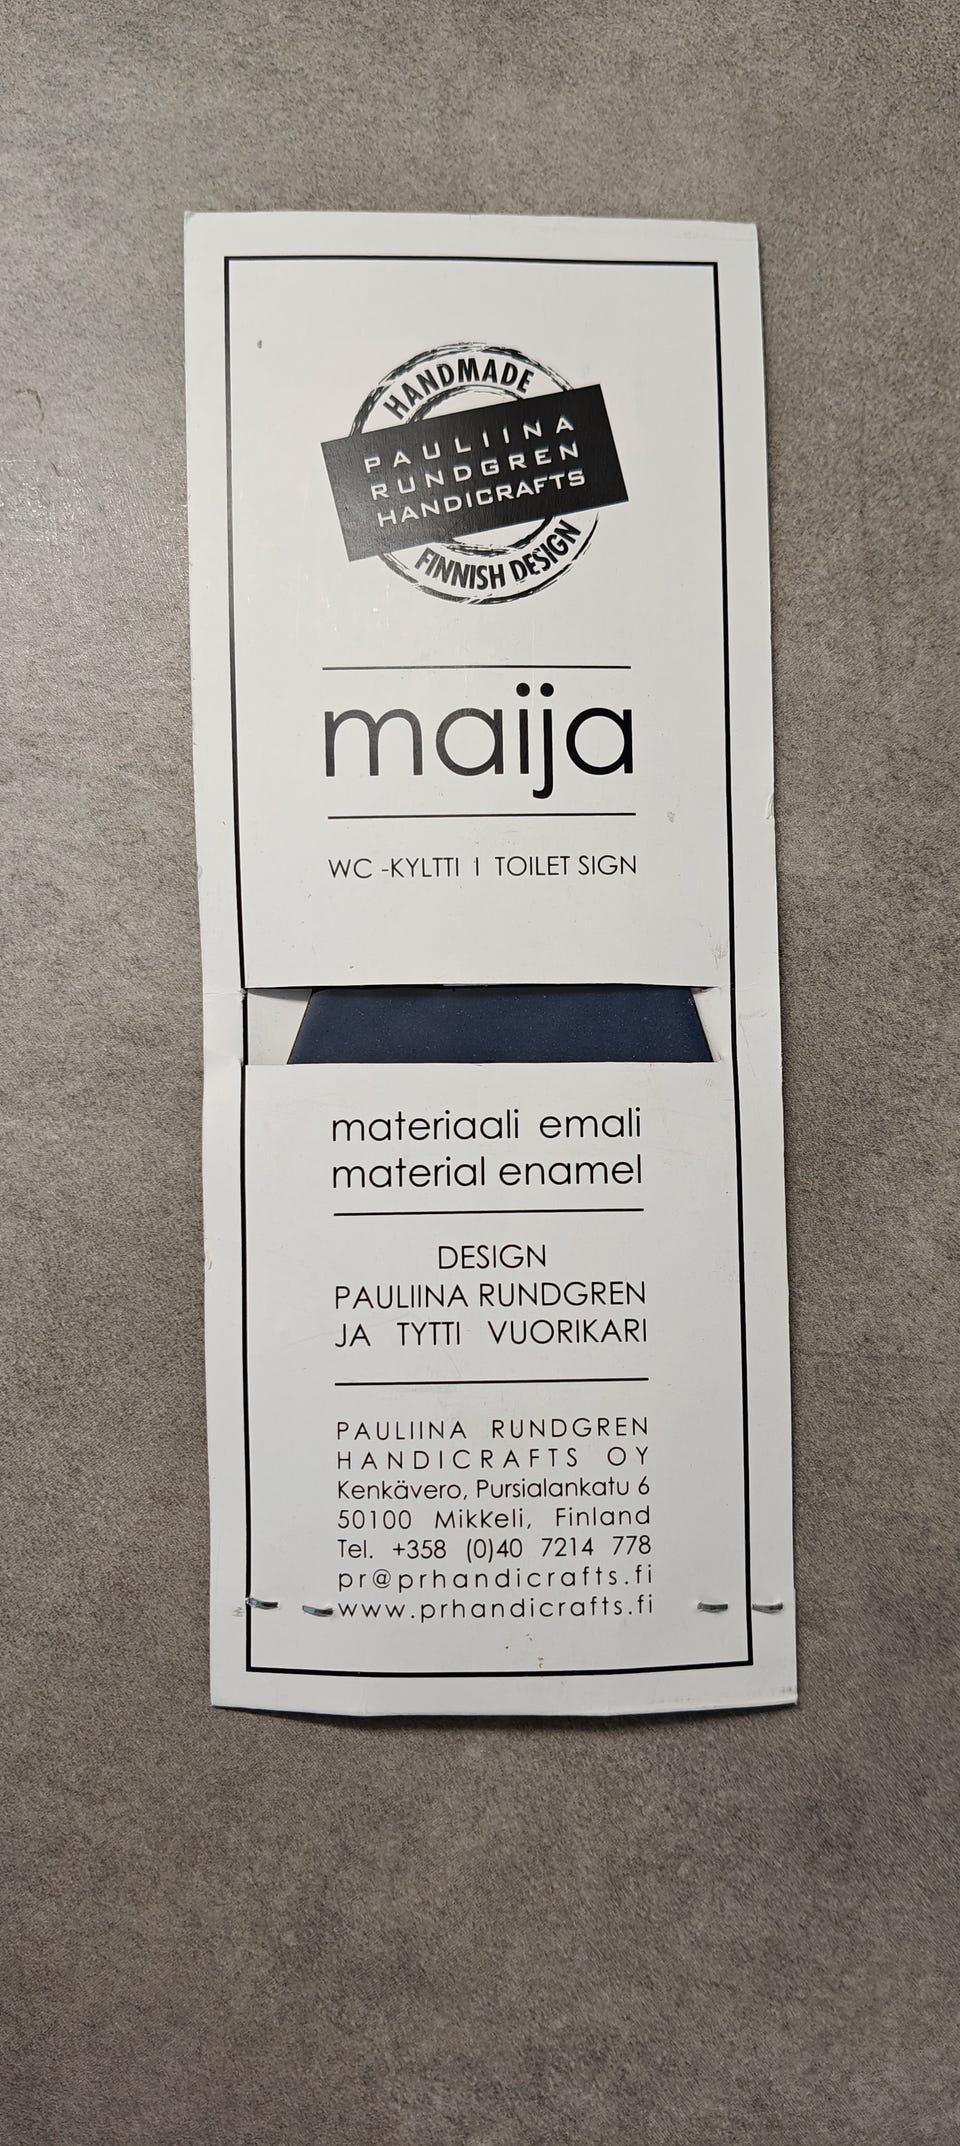 HANDMADE
PAULIINA
RUNDGREN
HANDICRAFTS
FINNISH DESIGN
maija
WC -KYLTTI I TOILET SIGN
materiaali emali
material enamel
DESIGN
PAULIINA RUNDGREN
JA TYTTI VUORIKARI
PAULIINA RUNDGREN
HANDICRAFTS OY
Kenkävero, Pursialankatu 6
50100 Mikkeli, Finland
Tel. +358 (0)40 7214 778
pr@prhandicrafts.fi
www.prhandicrafts.fi